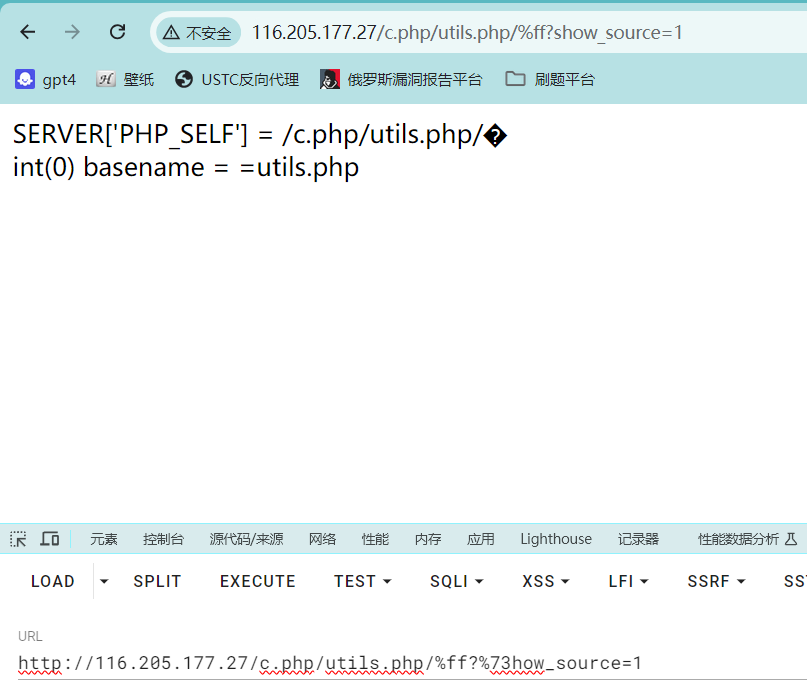 不安全 116.205.177.27/c.php/utils.php/%ff?show_source=1
gpt4 壁纸 USTC反向代理 俄罗斯漏洞报告平台 刷题平台
SERVER['PHP_SELF'] = /c.php/utils.php/�
int(0) basename = =utils.php
元素 控制台 源代码/来源 网络 性能 内存 应用 Lighthouse 记录器 性能数据分析
LOAD SPLIT EXECUTE TEST SQLI XSS LFI SSRF
URL
http://116.205.177.27/c.php/utils.php/%ff?%73how_source=1